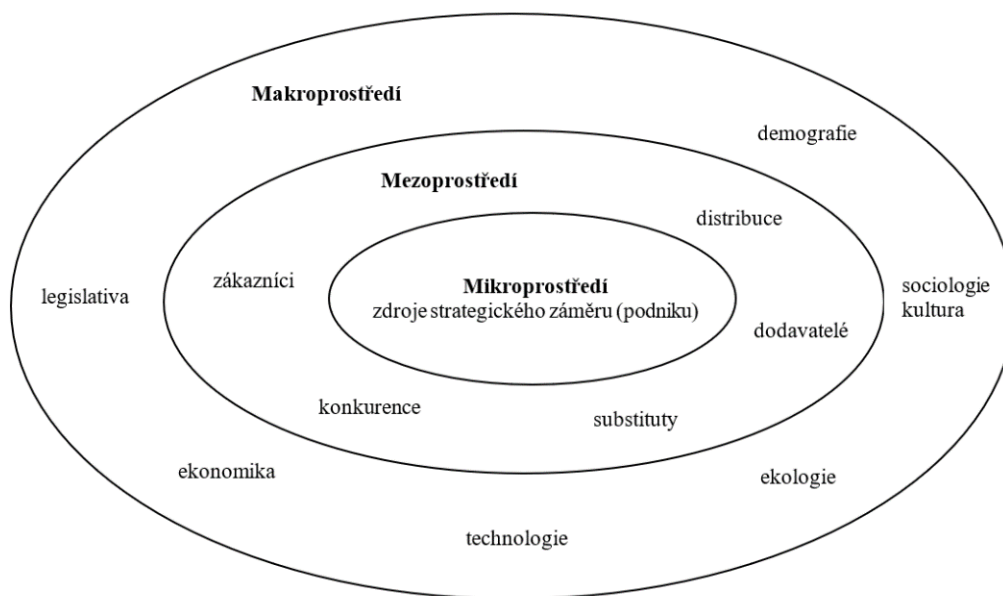 Makroprostředí
demografie
Mezoprostředí
distribuce
zákazníci
legislativa
Mikroprostředí
zdroje strategického záměru (podniku)
sociologie
kultura
dodavatelé
konkurence
substituty
ekonomika
ekologie
technologie